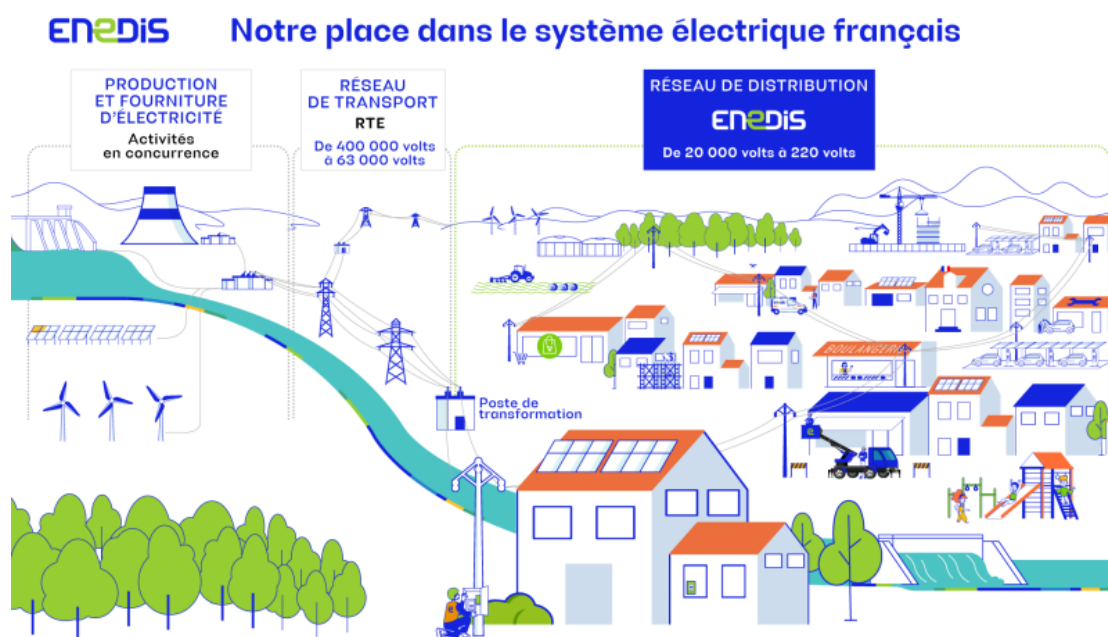 ENEDIS
Notre place dans le système électrique français
PRODUCTION
ET FOURNITURE
D'ÉLECTRICITÉ
Activités
en concurrence
RÉSEAU
DE TRANSPORT
RTE
De 400 000 volts
à 63 000 volts
RÉSEAU DE DISTRIBUTION
ENEDIS
De 20 000 volts à 220 volts
BOULANGERIE
Poste de
transformation